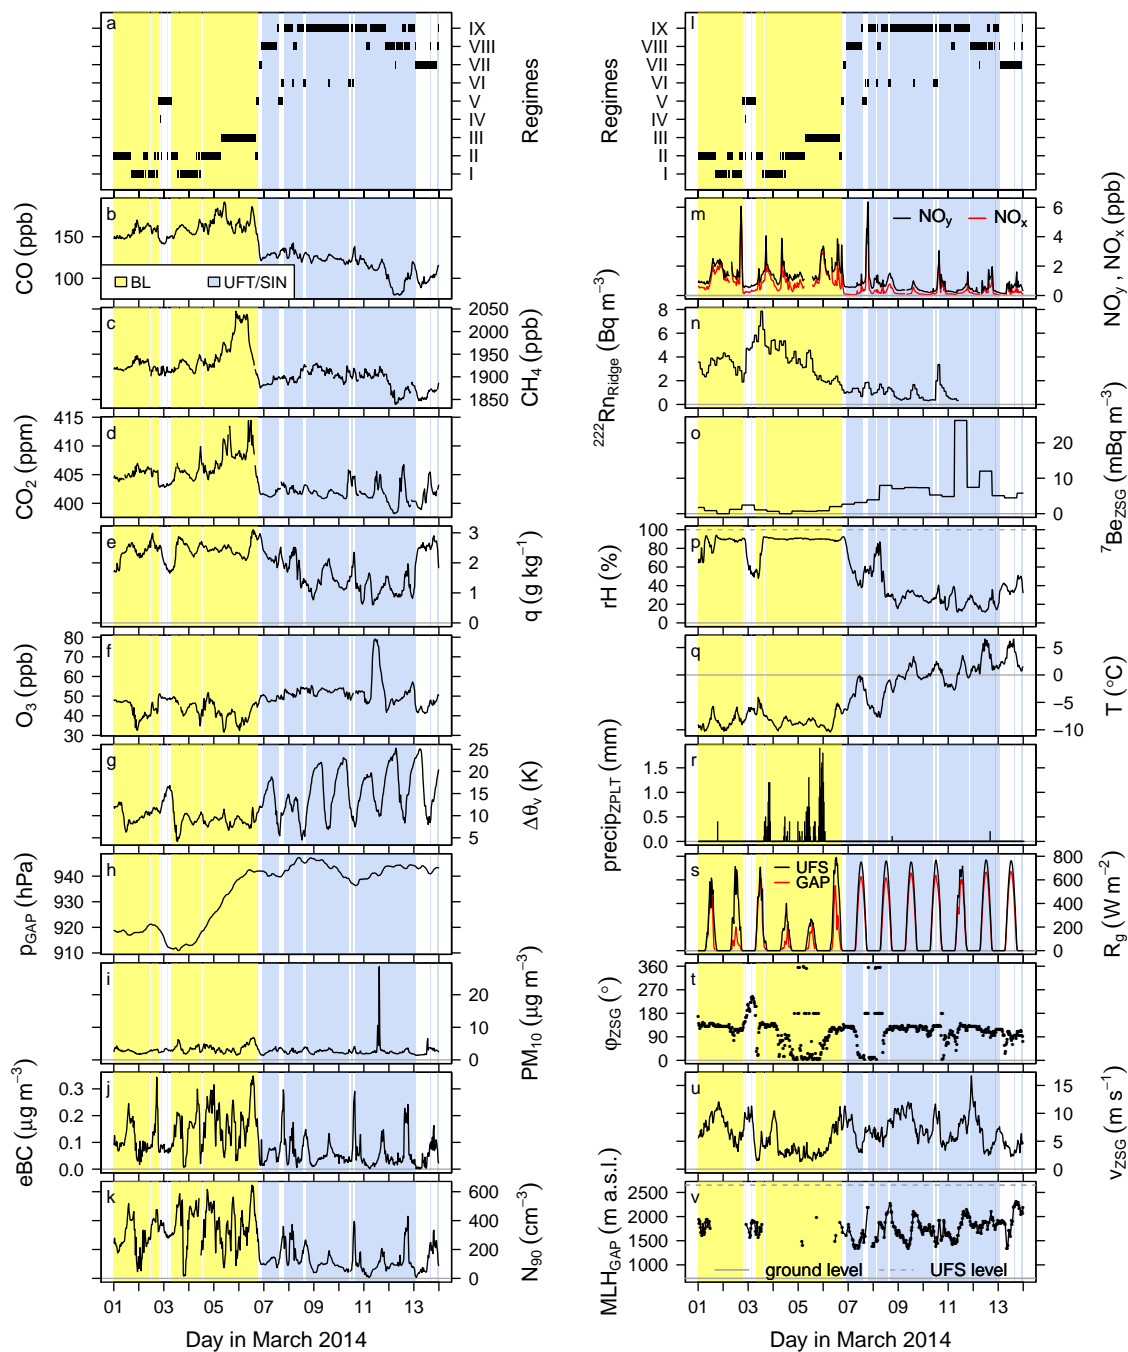 a
IX
VIII
VII
VI
V
IV
III
II
I
Regimes
b
CO (ppb)
150
100
BL
UFT/SIN
c
2050
2000
1950
1900
1850
CH4 (ppb)
d
415
410
405
400
CO2 (ppm)
e
3
2
1
0
q (g kg−1)
f
80
70
60
50
40
30
O3 (ppb)
g
25
20
15
10
5
Δθv (K)
h
940
920
910
pGAP (hPa)
i
20
10
0
PM10 (µg m−3)
j
0.3
0.2
0.1
0.0
eBC (µg m−3)
k
600
400
200
0
N90 (cm−3)
01 03 05 07 09 11 13
Day in March 2014
l
IX
VIII
VII
VI
V
IV
III
II
I
Regimes
m
NOy
NOx
6
4
2
0
NOy, NOx (ppb)
n
8
6
4
2
0
222RnRidge (Bq m−3)
o
20
10
0
7BeZSG (mBq m−3)
p
100
80
60
40
20
0
rH (%)
q
5
0
−5
−10
T (°C)
r
1.5
1.0
0.5
0.0
precipZPLT (mm)
s
UFS
GAP
800
600
400
200
0
Rg (W m−2)
t
360
270
180
90
0
φZSG (°)
u
15
10
5
0
vZSG (m s−1)
v
2500
2000
1500
1000
MLHGAP (m a.s.l.)
ground level
UFS level
01 03 05 07 09 11 13
Day in March 2014